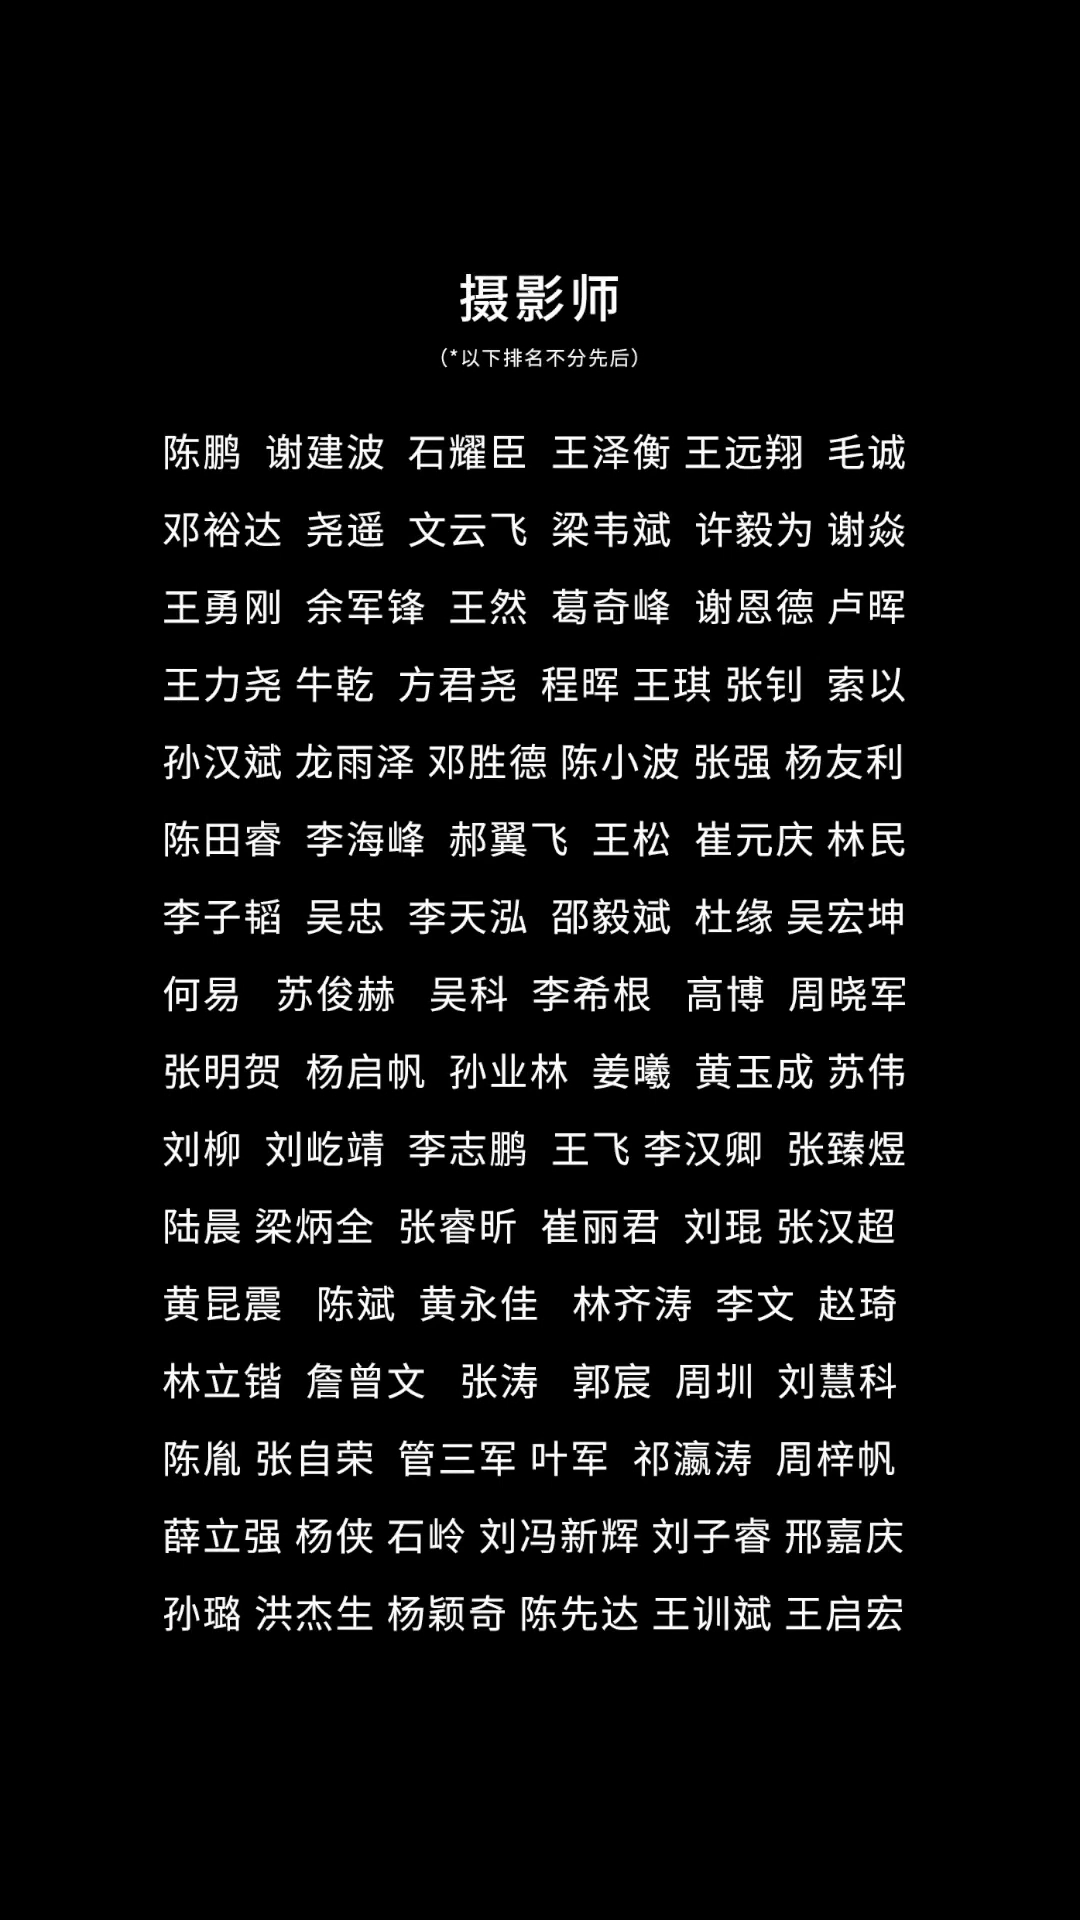 摄影师
（*以下排名不分先后）
陈鹏 谢建波 石耀臣 王泽衡 王远翔 毛诚
邓裕达 尧遥 文云飞 梁韦斌 许毅为 谢焱
王勇刚 余军锋 王然 葛奇峰 谢恩德 卢晖
王力尧 牛乾 方君尧 程晖 王琪 张钊 索以
孙汉斌 龙雨泽 邓胜德 陈小波 张强 杨友利
陈田睿 李海峰 郝翼飞 王松 崔元庆 林民
李子韬 吴忠 李天泓 邵毅斌 杜缘 吴宏坤
何易 苏俊赫 吴科 李希根 高博 周晓军
张明贺 杨启帆 孙业林 姜曦 黄玉成 苏伟
刘柳 刘屹靖 李志鹏 王飞 李汉卿 张臻煜
陆晨 梁炳全 张睿昕 崔丽君 刘琨 张汉超
黄昆震 陈斌 黄永佳 林齐涛 李文 赵琦
林立锴 詹曾文 张涛 郭宸 周圳 刘慧科
陈胤 张自荣 管三军 叶军 祁瀛涛 周梓帆
薛立强 杨侠 石岭 刘冯新辉 刘子睿 邢嘉庆
孙璐 洪杰生 杨颖奇 陈先达 王训斌 王启宏